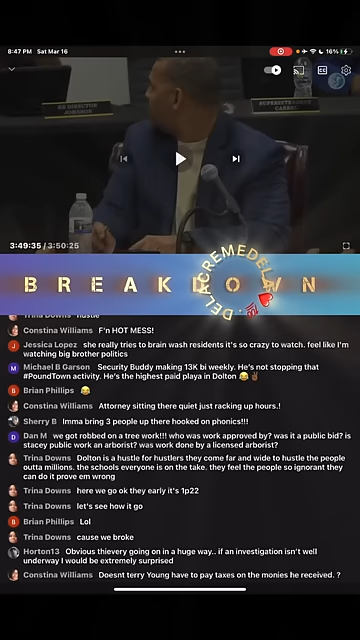 8:47 PM Sat Mar 16
16%
DIRECTOR
JOHNSON
SUPERINTENDENT
3:49:35 / 3:50:25
BREAKDOWN
DELACREMEDELA
Trina Downs hustle
Constina Williams F'n HOT MESS!
Jessica Lopez she really tries to brain wash residents it's so crazy to watch. feel like I'm
watching big brother politics
Michael B Garson Security Buddy making 13K bi weekly. He's not stopping that
#PoundTown activity. He's the highest paid playa in Dolton 😂✌🏾
Brian Phillips 😂
Constina Williams Attorney sitting there quiet just racking up hours.!
Sherry B Imma bring 3 people up there hooked on phonics!!!
Dan M we got robbed on a tree work!!! who was work approved by? was it a public bid? is
stacey public work an arborist? was work done by a licensed arborist?
Trina Downs Dolton is a hustle for hustlers they come far and wide to hustle the people
outta millions. the schools everyone is on the take. they feel the people so ignorant they
can do it prove em wrong
Trina Downs here we go ok they early it's 1p22
Trina Downs let's see how it go
Brian Phillips Lol
Trina Downs cause we broke
Horton13 Obvious thievery going on in a huge way.. if an investigation isn't well
underway I would be extremely surprised
Constina Williams Doesnt terry Young have to pay taxes on the monies he received. ?